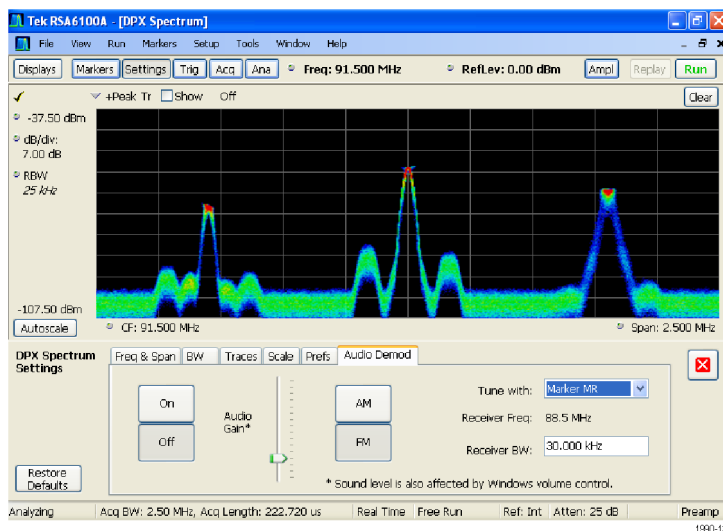 Tek RSA6100A - [DPX Spectrum]
File View Run Markers Setup Tools Window Help
Displays Markers Settings Trig Acq Ana Freq: 91.500 MHz RefLev: 0.00 dBm Ampl Replay Run
+Peak Tr Show Off Clear
-37.50 dBm
dB/div:
7.00 dB
RBW
25 kHz
-107.50 dBm
Autoscale CF: 91.500 MHz Span: 2.500 MHz
DPX Spectrum
Settings
Freq & Span BW Traces Scale Prefs Audio Demod
On
Off
Audio
Gain*
AM
FM
Tune with: Marker MR
Receiver Freq: 88.5 MHz
Receiver BW: 30.000 kHz
* Sound level is also affected by Windows volume control.
Restore
Defaults
Analyzing Acq BW: 2.50 MHz, Acq Length: 222.720 us Real Time Free Run Ref: Int Atten: 25 dB Preamp